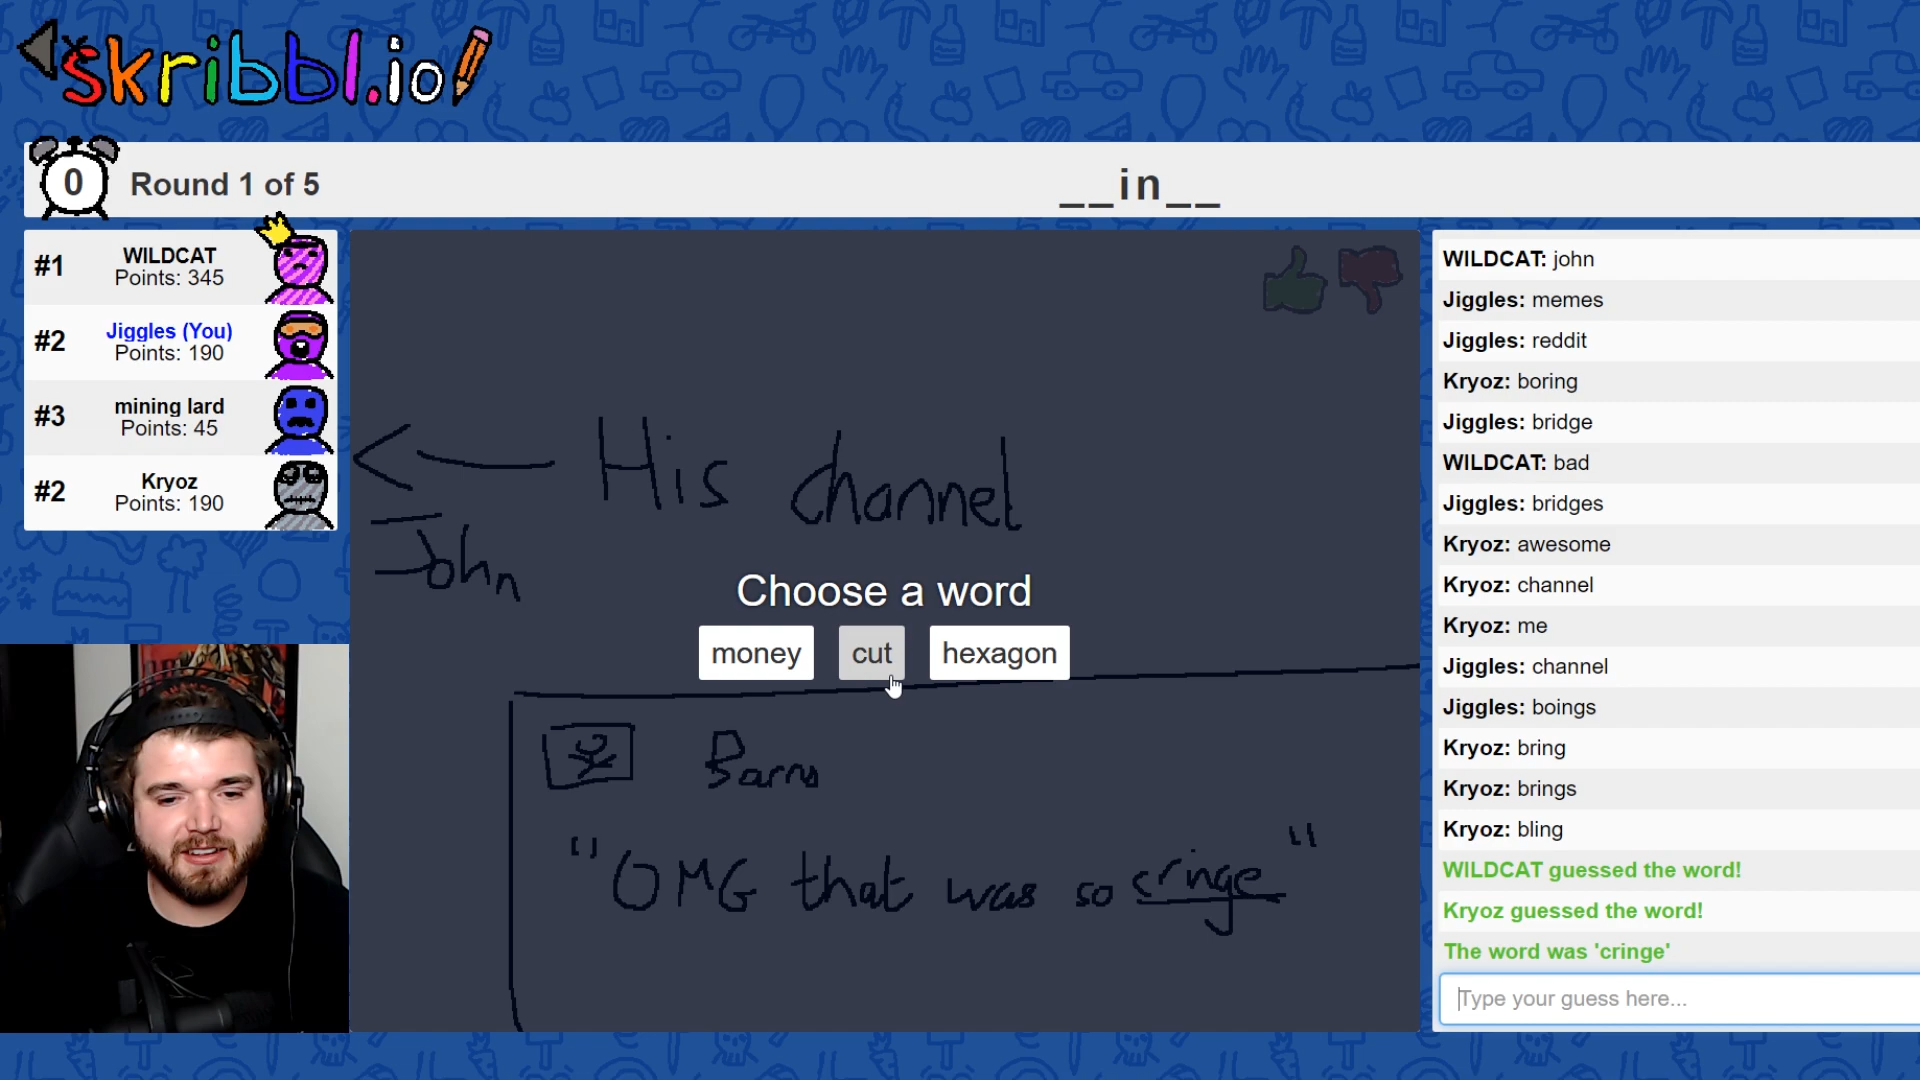 skribbl.io
0
Round 1 of 5
__in__
#1
WILDCAT
Points: 345
#2
Jiggles (You)
Points: 190
#3
mining lard
Points: 45
#2
Kryoz
Points: 190
His channel
John
Choose a word
money
cut
hexagon
Barns
"OMG that was so cringe"
WILDCAT: john
Jiggles: memes
Jiggles: reddit
Kryoz: boring
Jiggles: bridge
WILDCAT: bad
Jiggles: bridges
Kryoz: awesome
Kryoz: channel
Kryoz: me
Jiggles: channel
Jiggles: boings
Kryoz: bring
Kryoz: brings
Kryoz: bling
WILDCAT guessed the word!
Kryoz guessed the word!
The word was 'cringe'
Type your guess here...